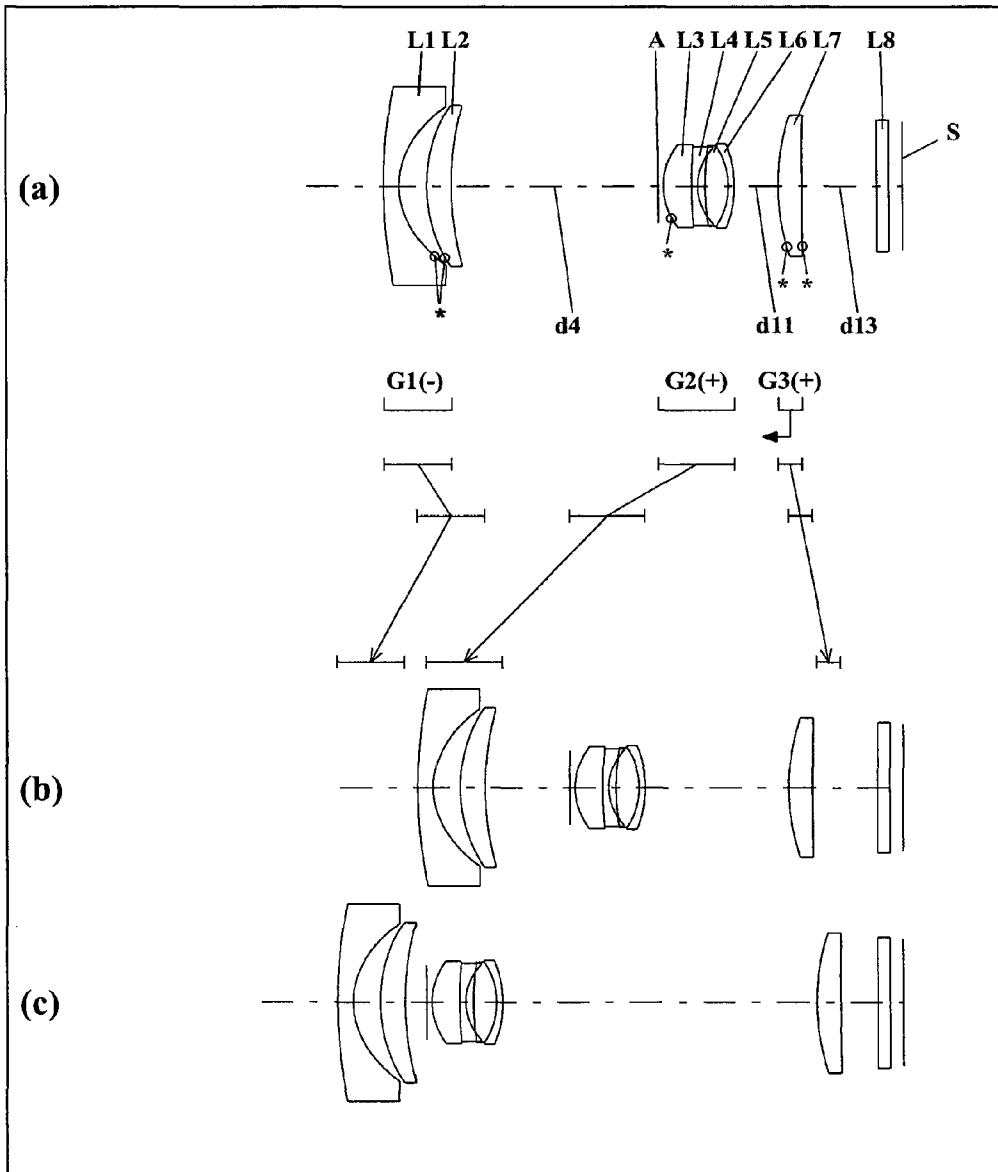 L1 L2 A L3 L4 L5 L6 L7 L8
S
(a)
* * * *
d4 d11 d13
G1(-) G2(+) G3(+)
(b)
(c)